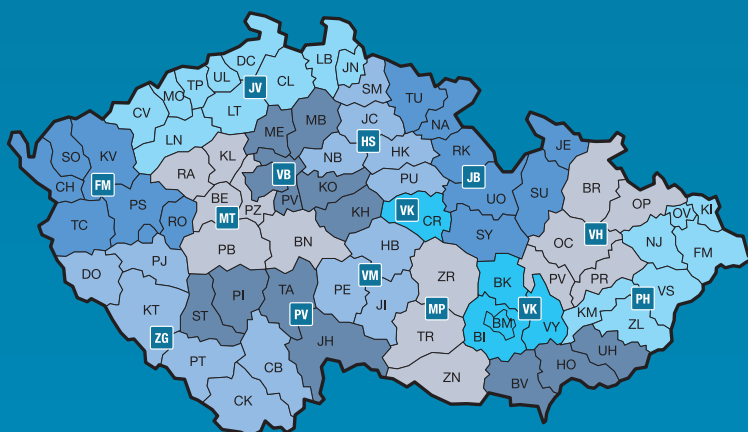 DC
LB
UL
JN
TP
CL
JV
SM
MO
TU
CV
LT
ME
MB
JC
NA
LN
HS
RK
JE
SO
KV
KL
NB
HK
BR
RA
VB
KO
PU
JB
SU
OP
KI
CH
FM
BE
PV
UO
OV
PS
MT
PZ
KH
VK
CR
TC
RO
SY
VH
OC
NJ
FM
PB
BN
HB
PJ
DO
ZR
BK
PV
PR
VS
VM
PI
TA
PE
KT
ST
JI
MP
VK
KM
PH
PV
BM
VY
ZL
ZG
TR
BI
JH
UH
PT
CB
HO
ZN
BV
CK